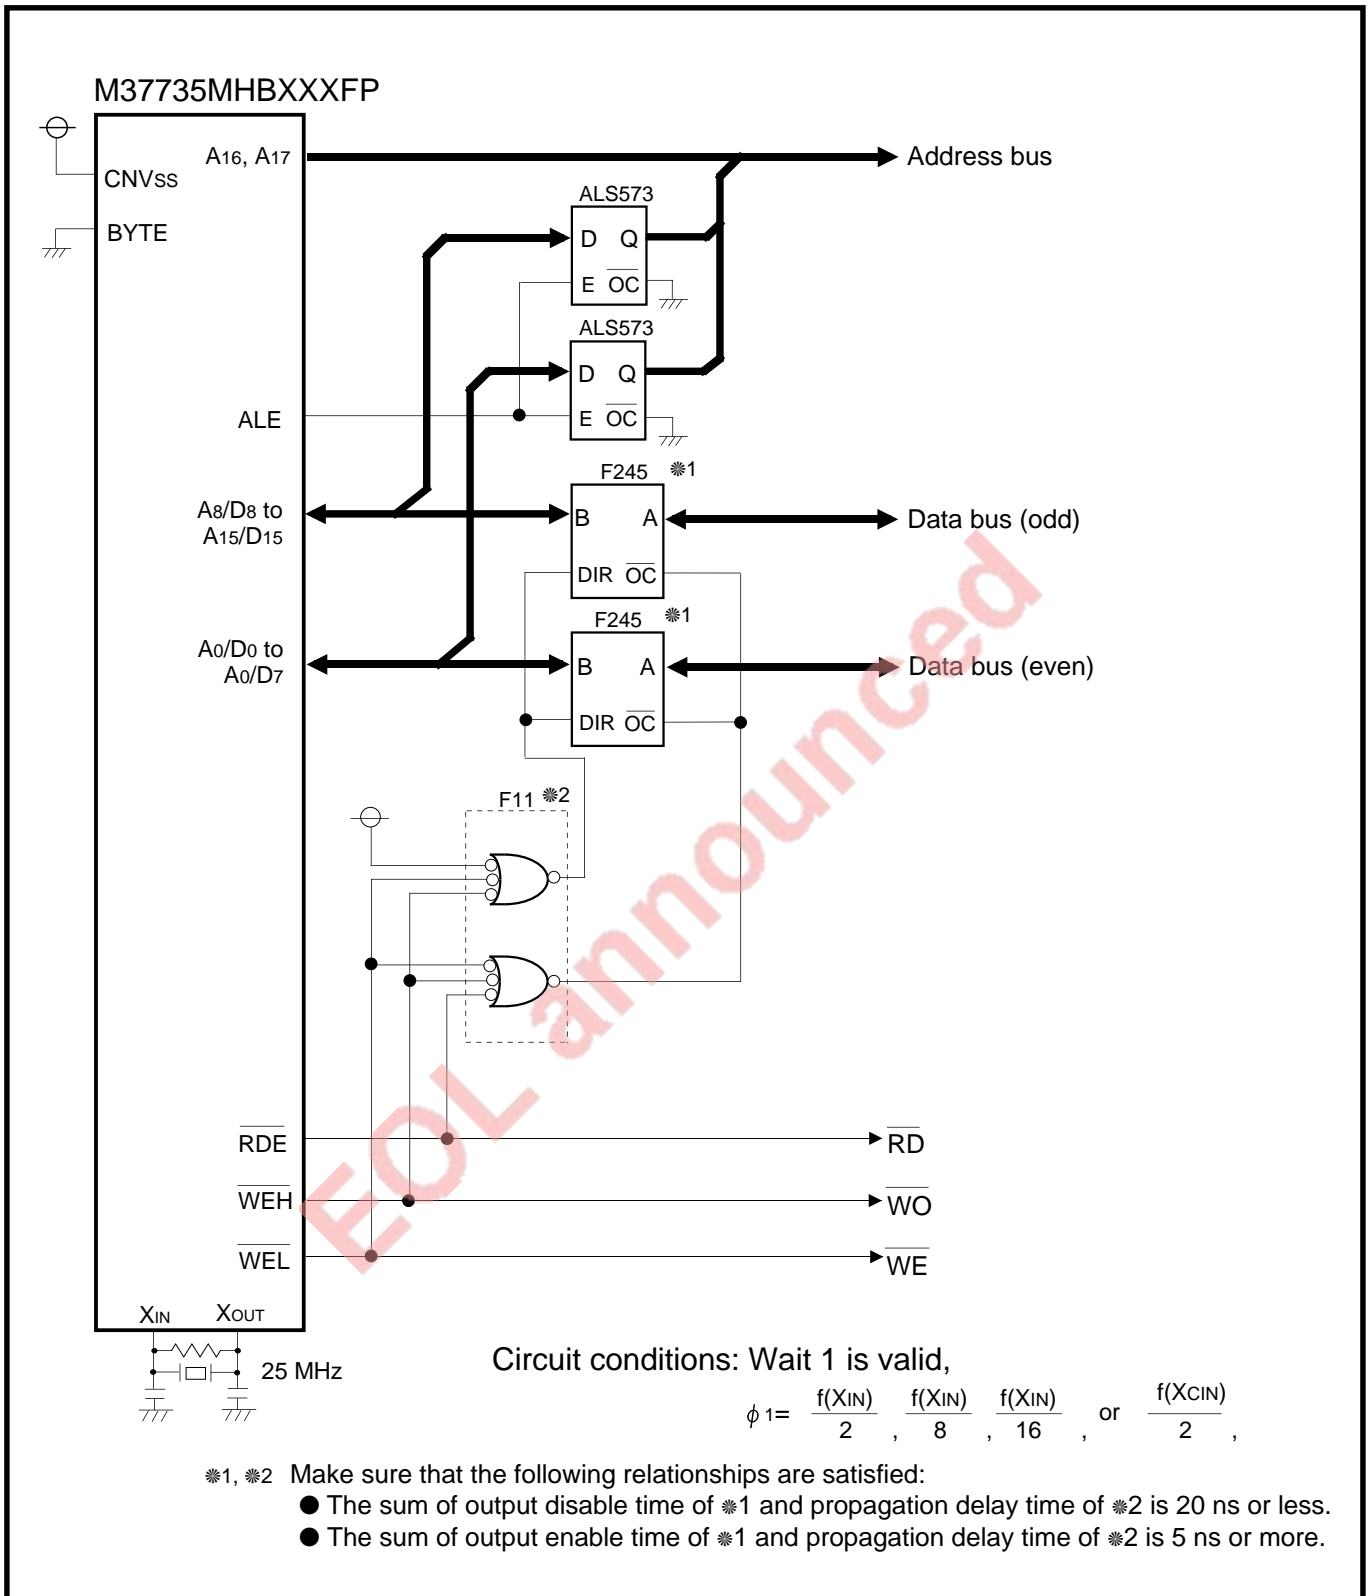 M37735MHBXXXFP
CNVSS
A16, A17
Address bus
BYTE
ALS573
D Q
E OC
ALS573
D Q
E OC
ALE
F245 ※1
A8/D8 to
A15/D15
B A
Data bus (odd)
DIR OC
F245 ※1
A0/D0 to
A0/D7
B A
Data bus (even)
DIR OC
F11 ※2
RDE
RD
WEH
WO
WEL
WE
XIN XOUT
25 MHz
Circuit conditions: Wait 1 is valid,
ϕ1= f(XIN)/2 , f(XIN)/8 , f(XIN)/16 , or f(XCIN)/2 ,
※1, ※2 Make sure that the following relationships are satisfied:
● The sum of output disable time of ※1 and propagation delay time of ※2 is 20 ns or less.
● The sum of output enable time of ※1 and propagation delay time of ※2 is 5 ns or more.
EOL announced